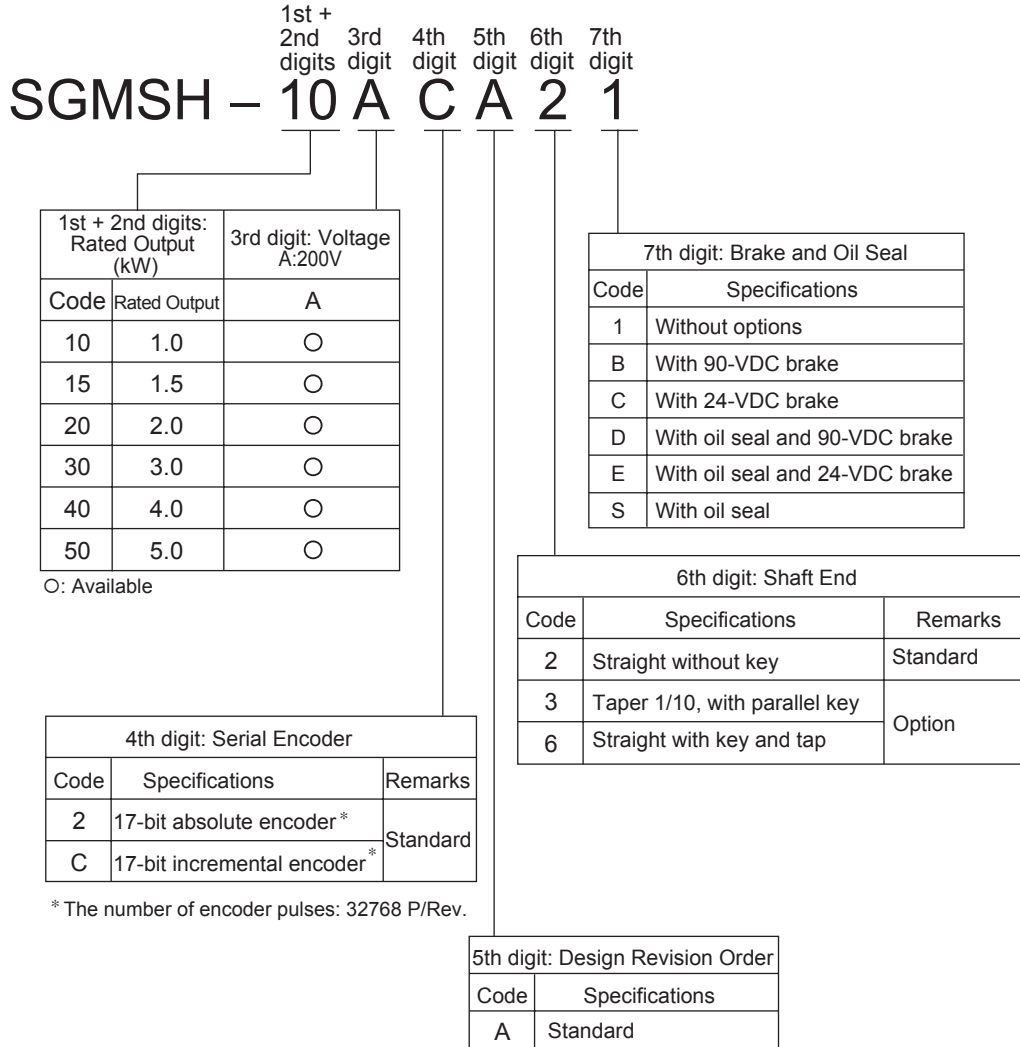 1st +
2nd
digits
3rd
digit
4th
digit
5th
digit
6th
digit
7th
digit
SGMSH – 10 A C A 2 1
1st + 2nd digits:
Rated Output
(kW)
3rd digit: Voltage
A:200V
Code Rated Output A
10 1.0 O
15 1.5 O
20 2.0 O
30 3.0 O
40 4.0 O
50 5.0 O
O: Available
7th digit: Brake and Oil Seal
Code Specifications
1 Without options
B With 90-VDC brake
C With 24-VDC brake
D With oil seal and 90-VDC brake
E With oil seal and 24-VDC brake
S With oil seal
6th digit: Shaft End
Code Specifications Remarks
2 Straight without key Standard
3 Taper 1/10, with parallel key
Option
6 Straight with key and tap
4th digit: Serial Encoder
Code Specifications Remarks
2 17-bit absolute encoder*
Standard
C 17-bit incremental encoder*
* The number of encoder pulses: 32768 P/Rev.
5th digit: Design Revision Order
Code Specifications
A Standard